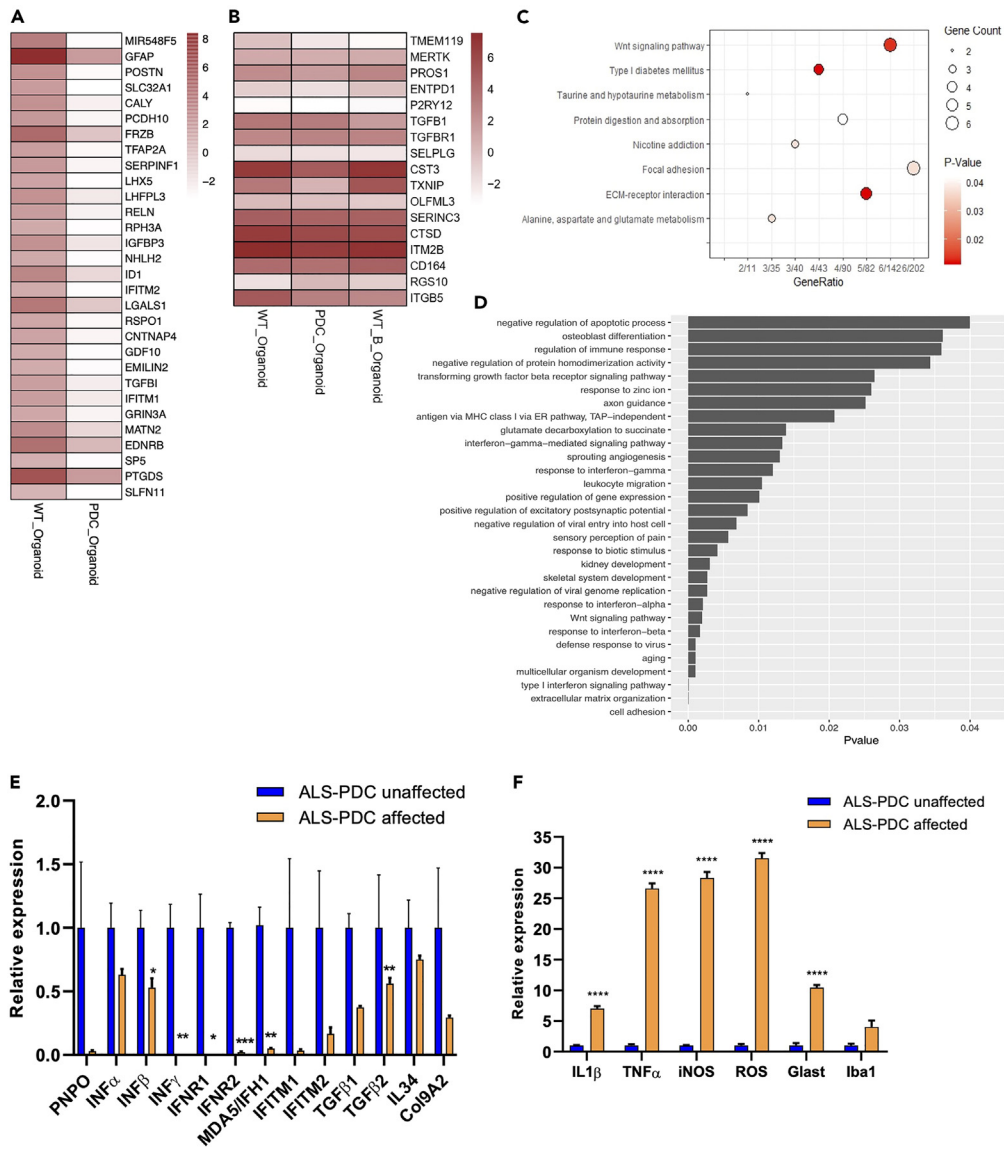 A
MIR548F5
GFAP
POSTN
SLC32A1
CALY
PCDH10
FRZB
TFAP2A
SERPINF1
LHX5
LHFPL3
RELN
RPH3A
IGFBP3
NHLH2
ID1
IFITM2
LGALS1
RSPO1
CNTNAP4
GDF10
EMILIN2
TGFBI
IFITM1
GRIN3A
MATN2
EDNRB
SP5
PTGDS
SLFN11
WT_Organoid
PDC_Organoid
8
6
4
2
0
−2
B
TMEM119
MERTK
PROS1
ENTPD1
P2RY12
TGFB1
TGFBR1
SELPLG
CST3
TXNIP
OLFML3
SERINC3
CTSD
ITM2B
CD164
RGS10
ITGB5
WT_Organoid
PDC_Organoid
WT_B_Organoid
6
4
2
0
−2
C
Wnt signaling pathway
Type I diabetes mellitus
Taurine and hypotaurine metabolism
Protein digestion and absorption
Nicotine addiction
Focal adhesion
ECM-receptor interaction
Alanine, aspartate and glutamate metabolism
2/11 3/35 3/40 4/43 4/90 5/82 6/142 6/202
GeneRatio
Gene Count
2
3
4
5
6
P-Value
0.04
0.03
0.02
D
negative regulation of apoptotic process
osteoblast differentiation
regulation of immune response
negative regulation of protein homodimerization activity
transforming growth factor beta receptor signaling pathway
response to zinc ion
axon guidance
antigen via MHC class I via ER pathway, TAP−independent
glutamate decarboxylation to succinate
interferon−gamma−mediated signaling pathway
sprouting angiogenesis
response to interferon−gamma
leukocyte migration
positive regulation of gene expression
positive regulation of excitatory postsynaptic potential
negative regulation of viral entry into host cell
sensory perception of pain
response to biotic stimulus
kidney development
skeletal system development
negative regulation of viral genome replication
response to interferon−alpha
Wnt signaling pathway
response to interferon−beta
defense response to virus
aging
multicellular organism development
type I interferon signaling pathway
extracellular matrix organization
cell adhesion
0.00 0.01 0.02 0.03 0.04
Pvalue
E
ALS-PDC unaffected
ALS-PDC affected
Relative expression
2.0
1.5
1.0
0.5
0.0
* ** * *** ** **
PNPO
INFα
INFβ
INFγ
IFNR1
IFNR2
MDA5/IFH1
IFITM1
IFITM2
TGFβ1
TGFβ2
IL34
Col9A2
F
ALS-PDC unaffected
ALS-PDC affected
Relative expression
35
30
25
20
15
10
5
0
**** **** **** **** ****
IL1β TNFα iNOS ROS Glast Iba1